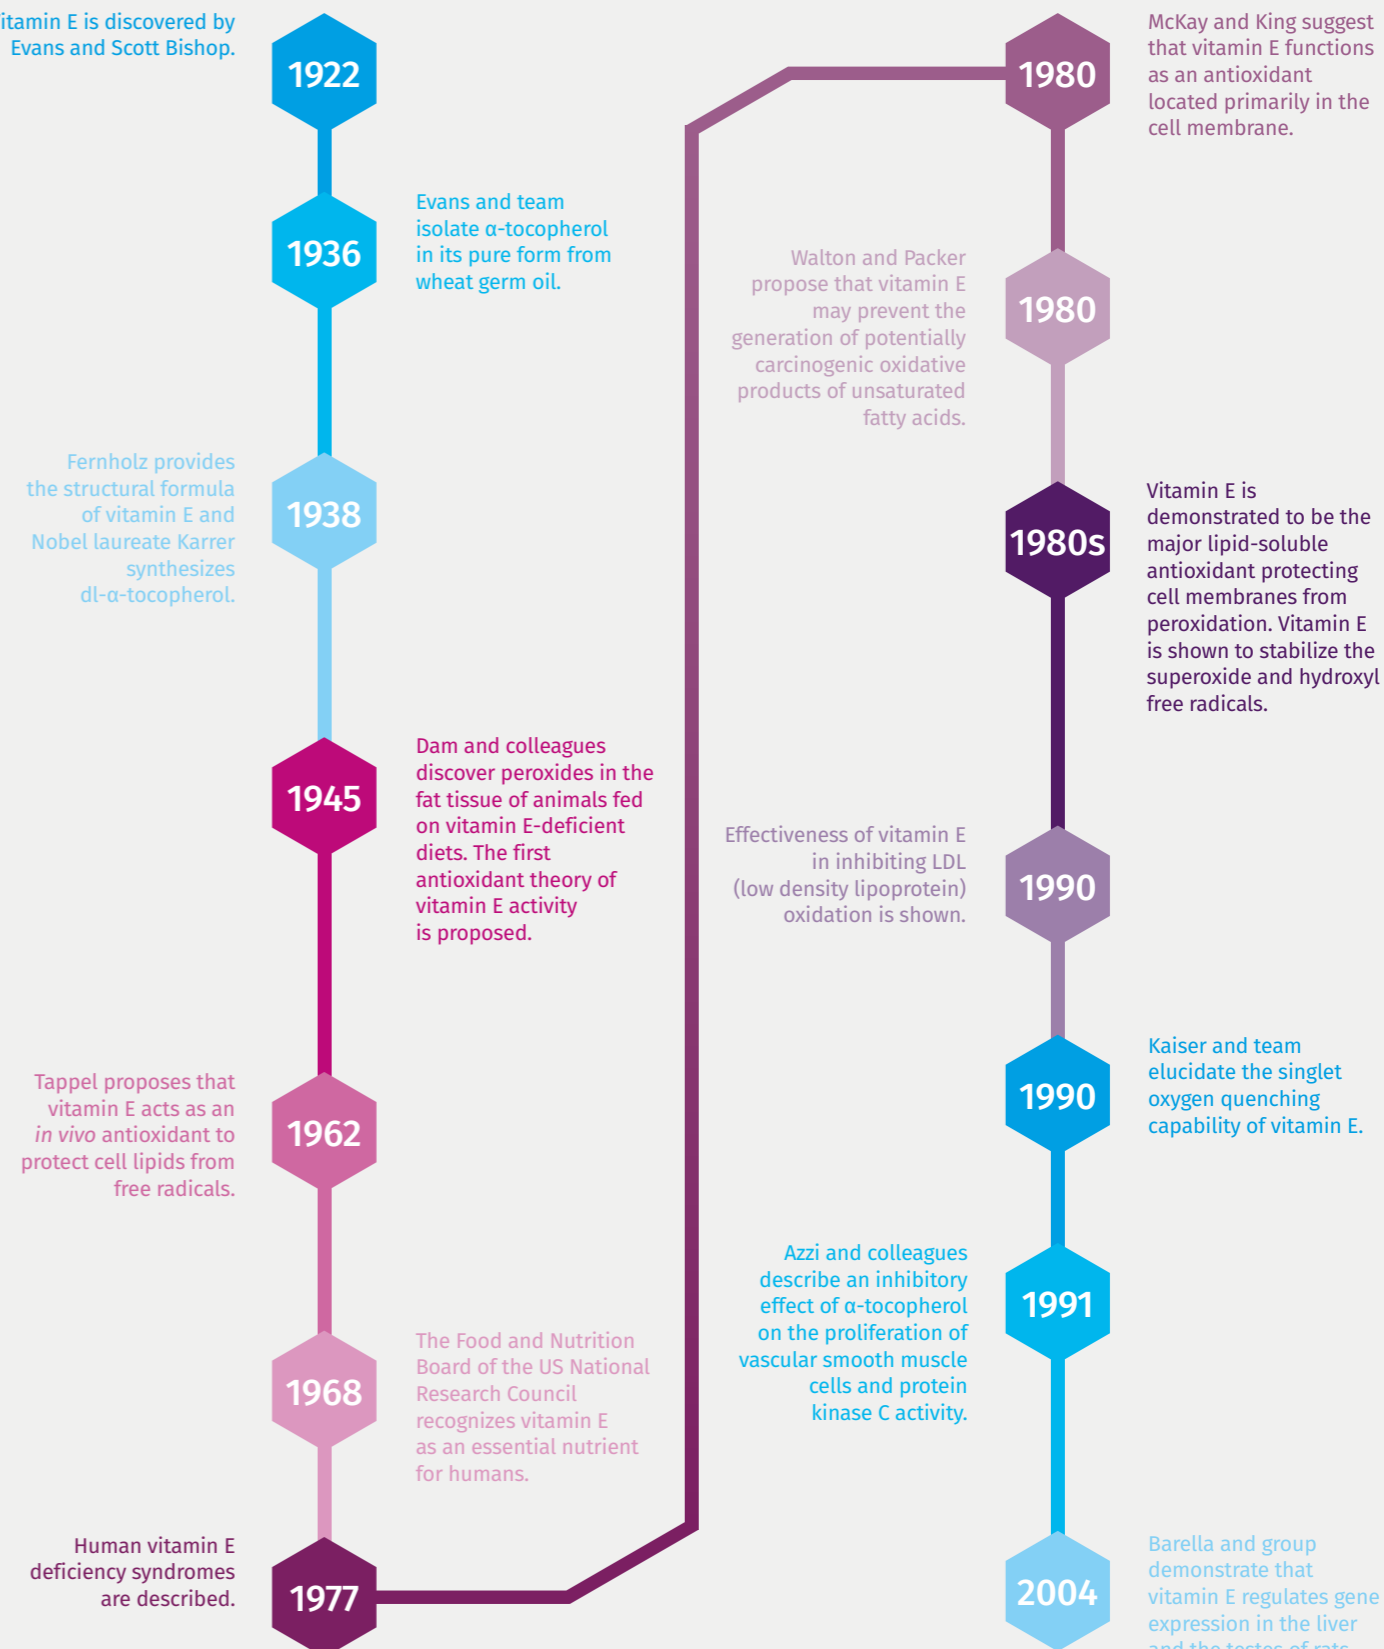 Vitamin E is discovered by
Evans and Scott Bishop.
1922
1936
Evans and team
isolate α-tocopherol
in its pure form from
wheat germ oil.
Fernholz provides
the structural formula
of vitamin E and
Nobel laureate Karrer
synthesizes
dl-α-tocopherol.
1938
1945
Dam and colleagues
discover peroxides in the
fat tissue of animals fed
on vitamin E-deficient
diets. The first
antioxidant theory of
vitamin E activity
is proposed.
Tappel proposes that
vitamin E acts as an
in vivo antioxidant to
protect cell lipids from
free radicals.
1962
1968
The Food and Nutrition
Board of the US National
Research Council
recognizes vitamin E
as an essential nutrient
for humans.
Human vitamin E
deficiency syndromes
are described.
1977
1980
McKay and King suggest
that vitamin E functions
as an antioxidant
located primarily in the
cell membrane.
Walton and Packer
propose that vitamin E
may prevent the
generation of potentially
carcinogenic oxidative
products of unsaturated
fatty acids.
1980
1980s
Vitamin E is
demonstrated to be the
major lipid-soluble
antioxidant protecting
cell membranes from
peroxidation. Vitamin E
is shown to stabilize the
superoxide and hydroxyl
free radicals.
Effectiveness of vitamin E
in inhibiting LDL
(low density lipoprotein)
oxidation is shown.
1990
1990
Kaiser and team
elucidate the singlet
oxygen quenching
capability of vitamin E.
Azzi and colleagues
describe an inhibitory
effect of α-tocopherol
on the proliferation of
vascular smooth muscle
cells and protein
kinase C activity.
1991
2004
Barella and group
demonstrate that
vitamin E regulates gene
expression in the liver
and the testes of rats.